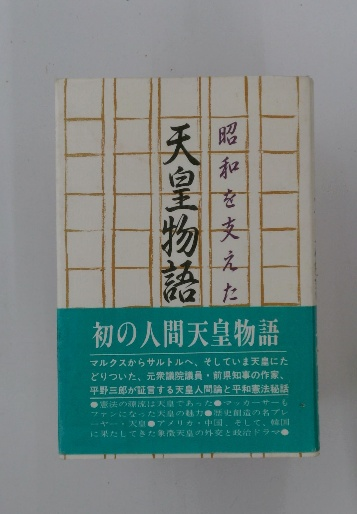 昭和を支えた
天皇物語
初の人間天皇物語
マルクスからサルトルへ、そしていま天皇にた
どりついた、元衆議院議員・前県知事の作家、
平野三郎が証言する天皇人間論と平和憲法秘話
●憲法の源流は天皇であった●マッカーサーも
ファンになった天皇の魅力●歴史創造の名プレ
ーヤー・天皇●アメリカ・中国、そして、韓国
に果たしてきた象徴天皇の外交と政治ドラマ●